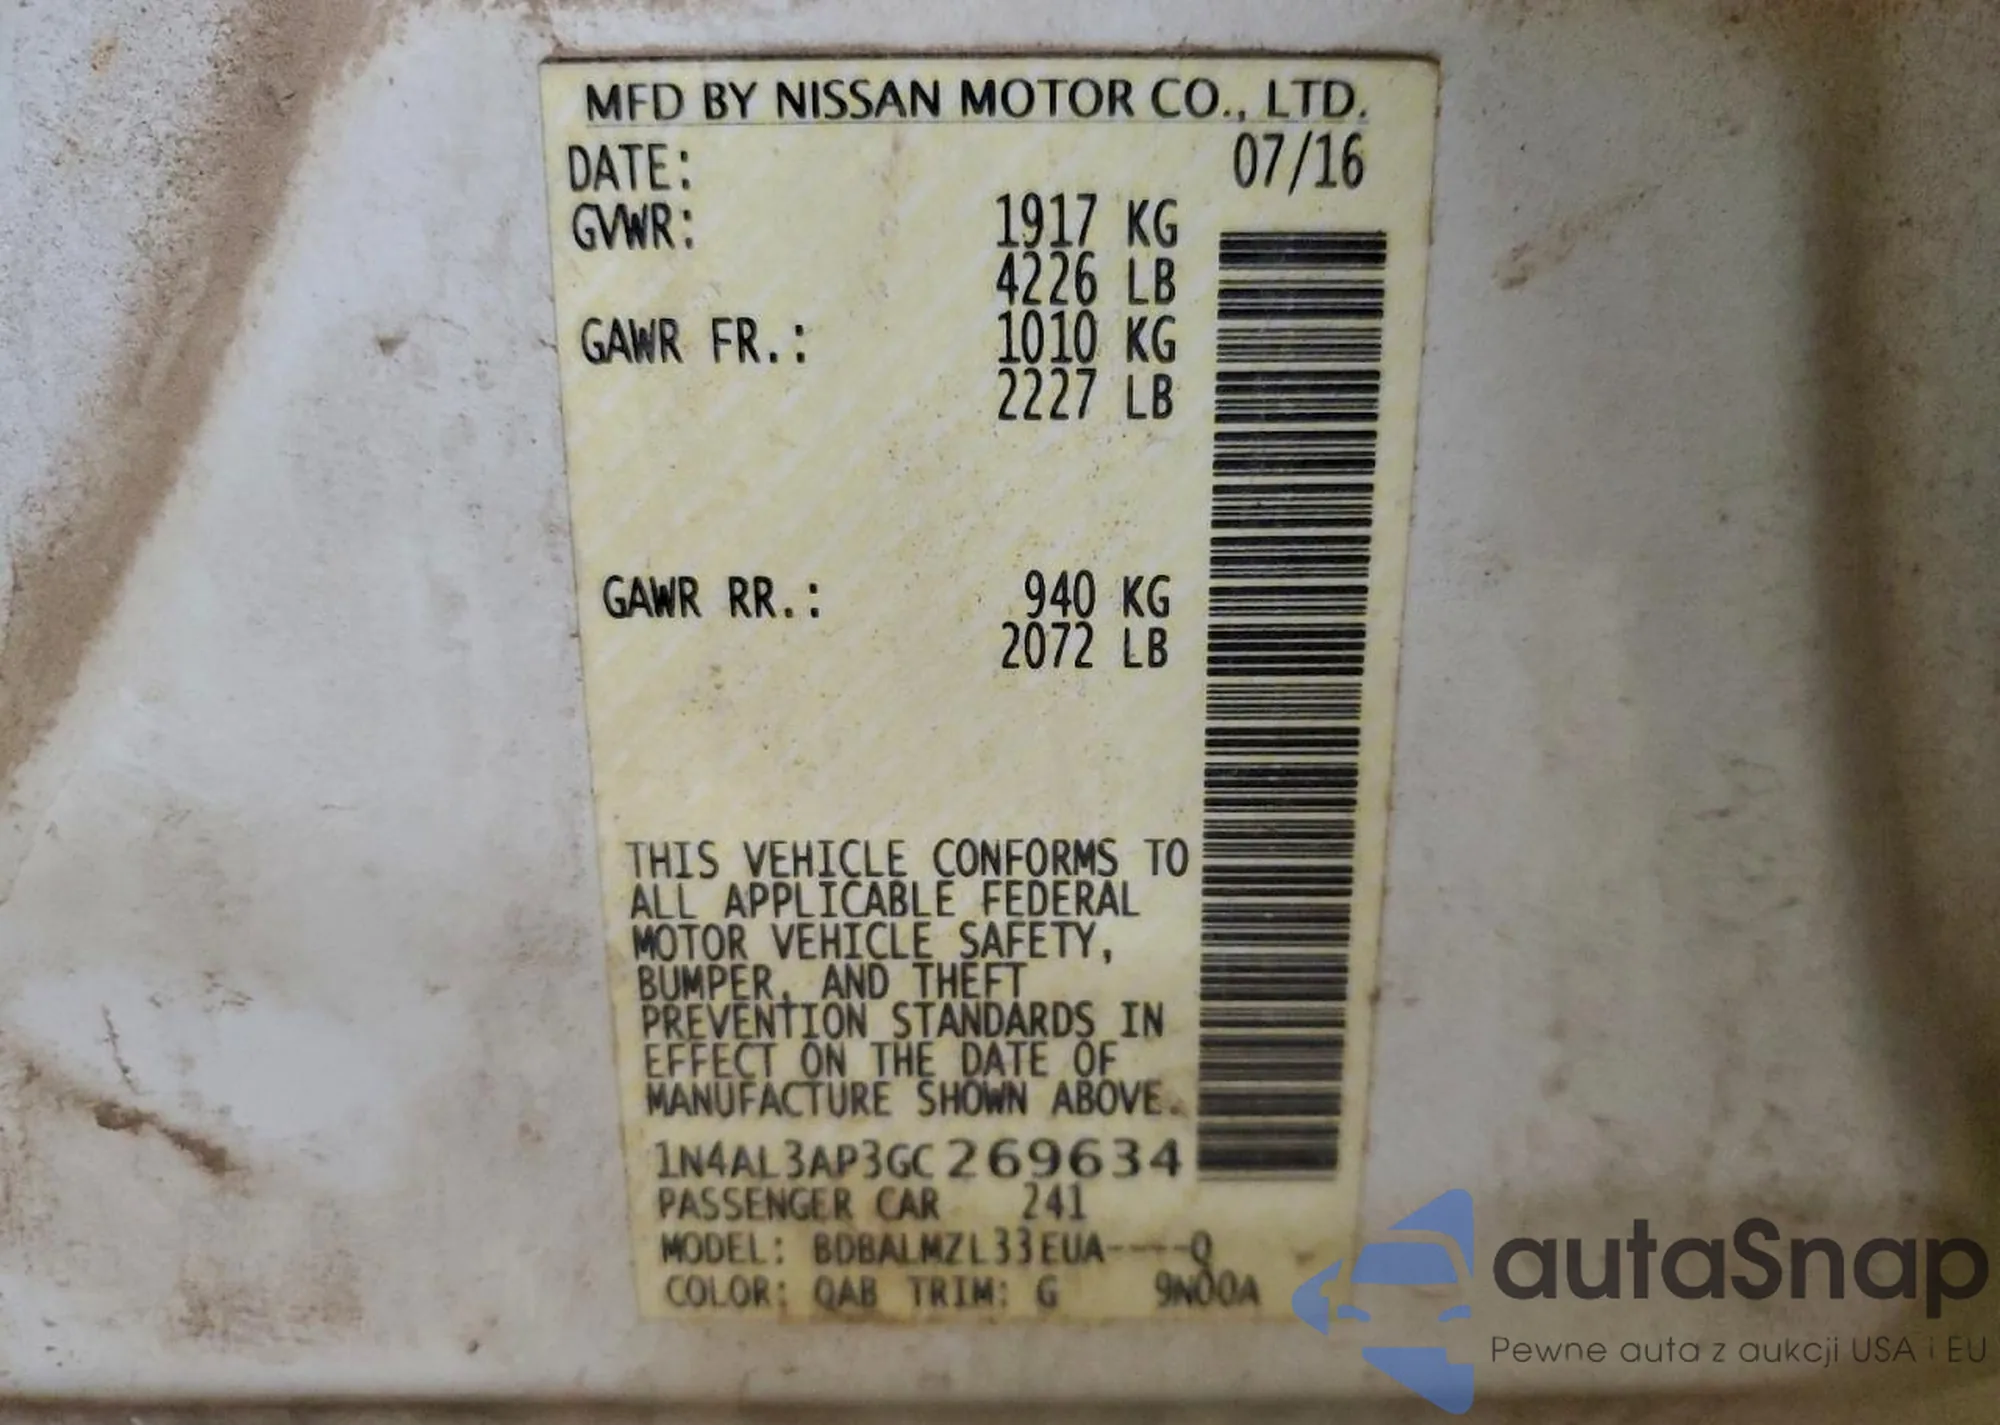 MFD BY NISSAN MOTOR CO., LTD.
DATE: 07/16
GVWR: 1917 KG
4226 LB
GAWR FR.: 1010 KG
2227 LB
GAWR RR.: 940 KG
2072 LB
THIS VEHICLE CONFORMS TO
ALL APPLICABLE FEDERAL
MOTOR VEHICLE SAFETY,
BUMPER, AND THEFT
PREVENTION STANDARDS IN
EFFECT ON THE DATE OF
MANUFACTURE SHOWN ABOVE.
1N4AL3AP3GC269634
PASSENGER CAR 241
MODEL: BDBALMZL33EUA----Q
COLOR: QAB TRIM: G 9N00A
autaSnap
Pewne auta z aukcji USA i EU